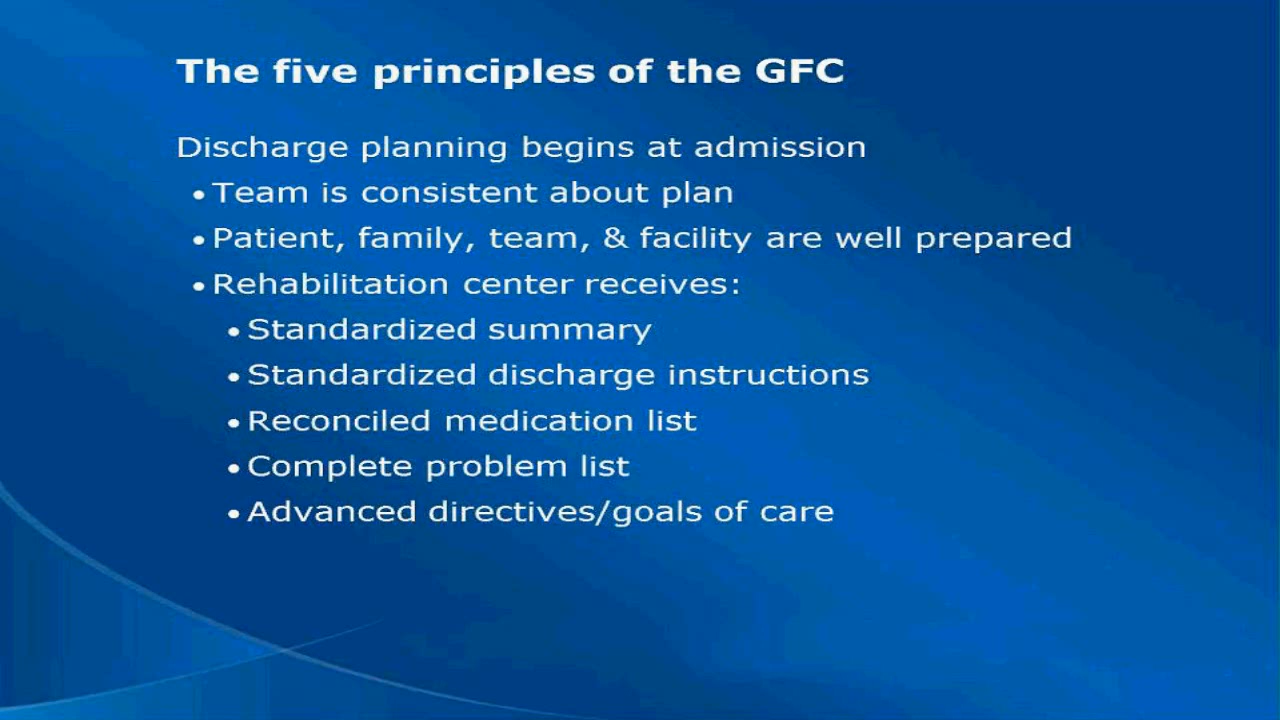 The five principles of the GFC
Discharge planning begins at admission
• Team is consistent about plan
• Patient, family, team, & facility are well prepared
• Rehabilitation center receives:
• Standardized summary
• Standardized discharge instructions
• Reconciled medication list
• Complete problem list
• Advanced directives/goals of care